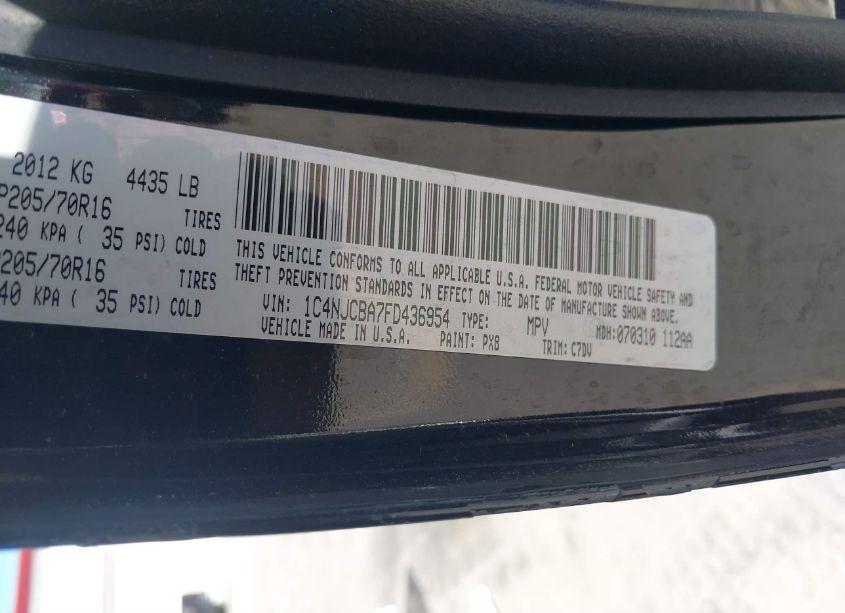 2012 KG 4435 LB
P205/70R16 TIRES
240 KPA ( 35 PSI) COLD
P205/70R16 TIRES
240 KPA ( 35 PSI) COLD
THIS VEHICLE CONFORMS TO ALL APPLICABLE U.S.A. FEDERAL MOTOR VEHICLE SAFETY AND
THEFT PREVENTION STANDARDS IN EFFECT ON THE DATE OF MANUFACTURE SHOWN ABOVE.
VIN: 1C4NJCBA7FD436954 TYPE: MPV MDH:070310 112AA
VEHICLE MADE IN U.S.A. PAINT: PX8 TRIM: C7DV